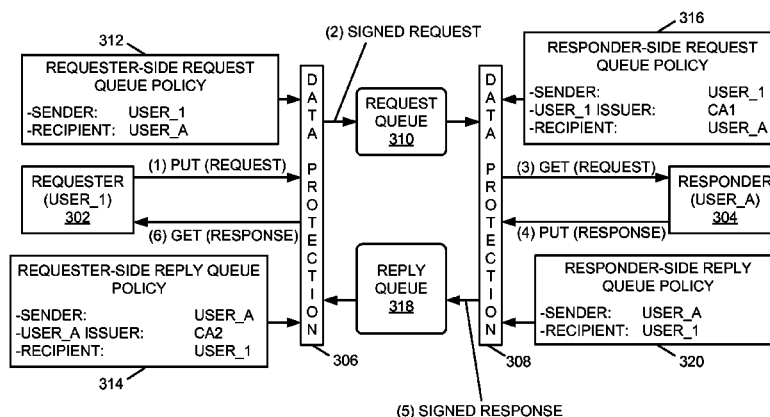 312
(2) SIGNED REQUEST
316
REQUESTER-SIDE REQUEST
QUEUE POLICY
-SENDER: USER_1
-RECIPIENT: USER_A
DATA PROTECTION
REQUEST
QUEUE
310
DATA PROTECTION
RESPONDER-SIDE REQUEST
QUEUE POLICY
-SENDER: USER_1
-USER_1 ISSUER: CA1
-RECIPIENT: USER_A
(1) PUT (REQUEST)
(3) GET (REQUEST)
REQUESTER
(USER_1)
302
RESPONDER
(USER_A)
304
(6) GET (RESPONSE)
(4) PUT (RESPONSE)
REQUESTER-SIDE REPLY QUEUE
POLICY
-SENDER: USER_A
-USER_A ISSUER: CA2
-RECIPIENT: USER_1
REPLY
QUEUE
318
RESPONDER-SIDE REPLY
QUEUE POLICY
-SENDER: USER_A
-RECIPIENT: USER_1
314
306
308
320
(5) SIGNED RESPONSE